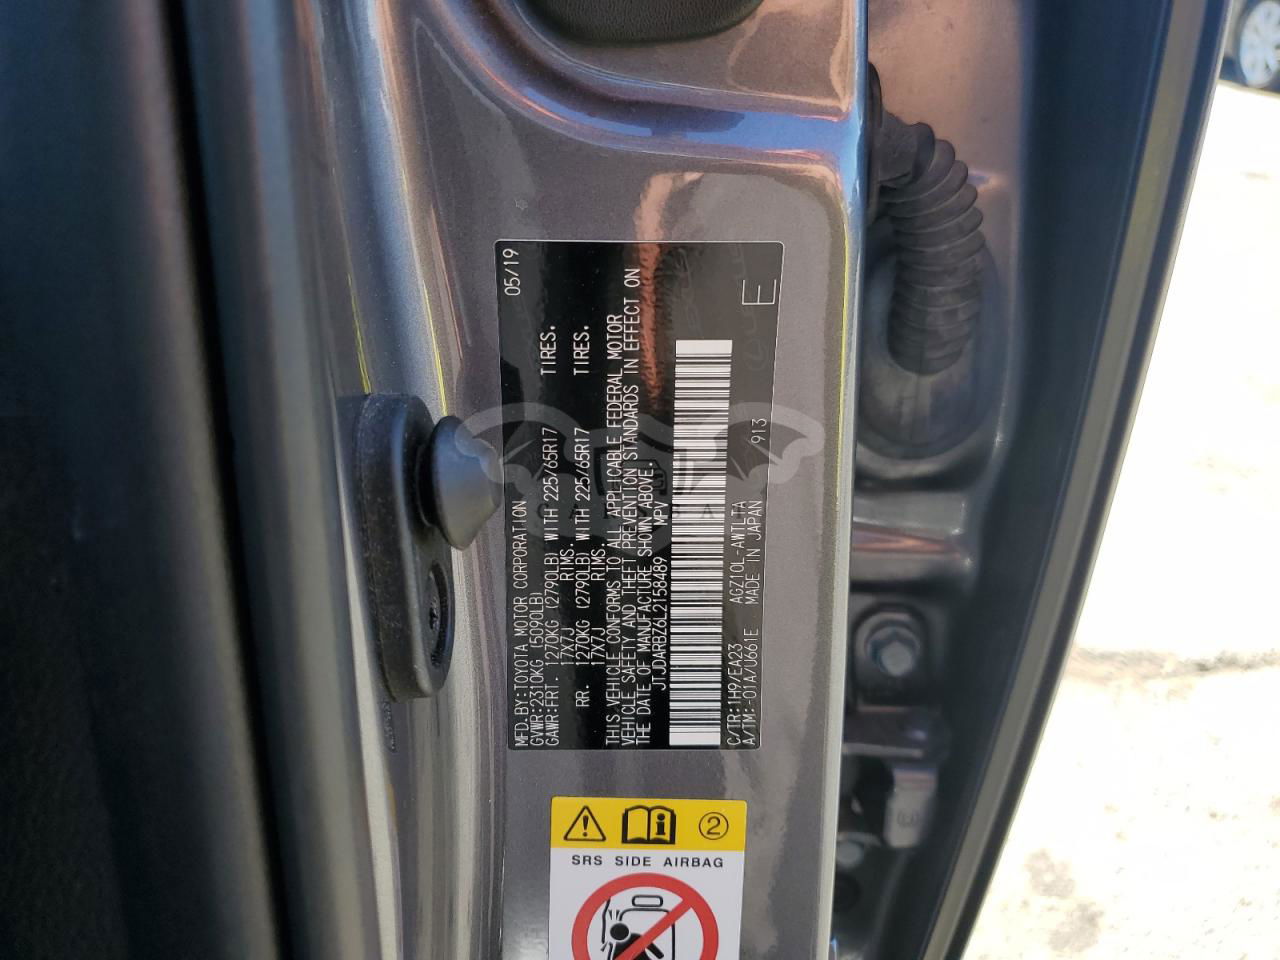 05/19
MFD.BY:TOYOTA MOTOR CORPORATION
GVWR:2310KG (5090LB)
GAWR:FRT. 1270KG (2790LB) WITH 225/65R17 TIRES.
17X7J RIMS.
RR. 1270KG (2790LB) WITH 225/65R17 TIRES.
17X7J RIMS.
THIS VEHICLE CONFORMS TO ALL APPLICABLE FEDERAL MOTOR
VEHICLE SAFETY AND THEFT PREVENTION STANDARDS IN EFFECT ON
THE DATE OF MANUFACTURE SHOWN ABOVE.
JTJDARBZ6L2158489 MPV
C/TR:1H9/EA23 AGZ10L-AWTLTA
A/TM:-01A/U661E MADE IN JAPAN 913
E
2
SRS SIDE AIRBAG